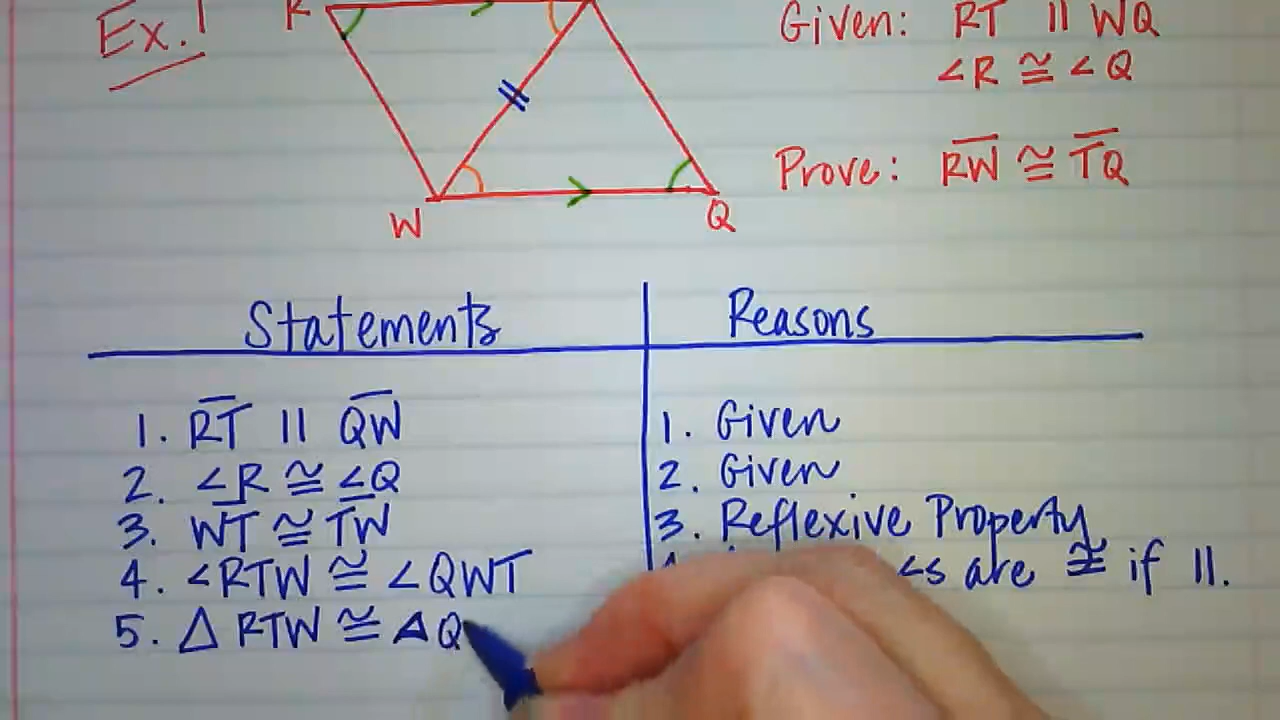 Ex.!
R
Given: RT || WQ
∠R ≅ ∠Q
Prove: RW ≅ TQ
W
Q
Statements
Reasons
1. RT || QW
1. Given
2. ∠R ≅ ∠Q
2. Given
3. WT ≅ TW
3. Reflexive Property
4. ∠RTW ≅ ∠QWT
∠s are ≅ if ||.
5. △ RTW ≅ △ Q